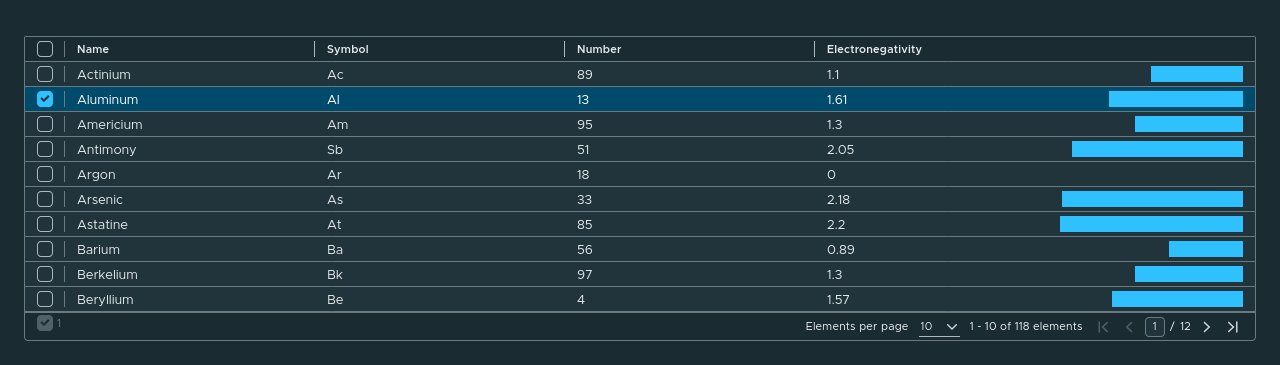 Name Symbol Number Electronegativity
Actinium Ac 89 1.1
Aluminum Al 13 1.61
Americium Am 95 1.3
Antimony Sb 51 2.05
Argon Ar 18 0
Arsenic As 33 2.18
Astatine At 85 2.2
Barium Ba 56 0.89
Berkelium Bk 97 1.3
Beryllium Be 4 1.57
1 Elements per page 10 1 - 10 of 118 elements 1 / 12